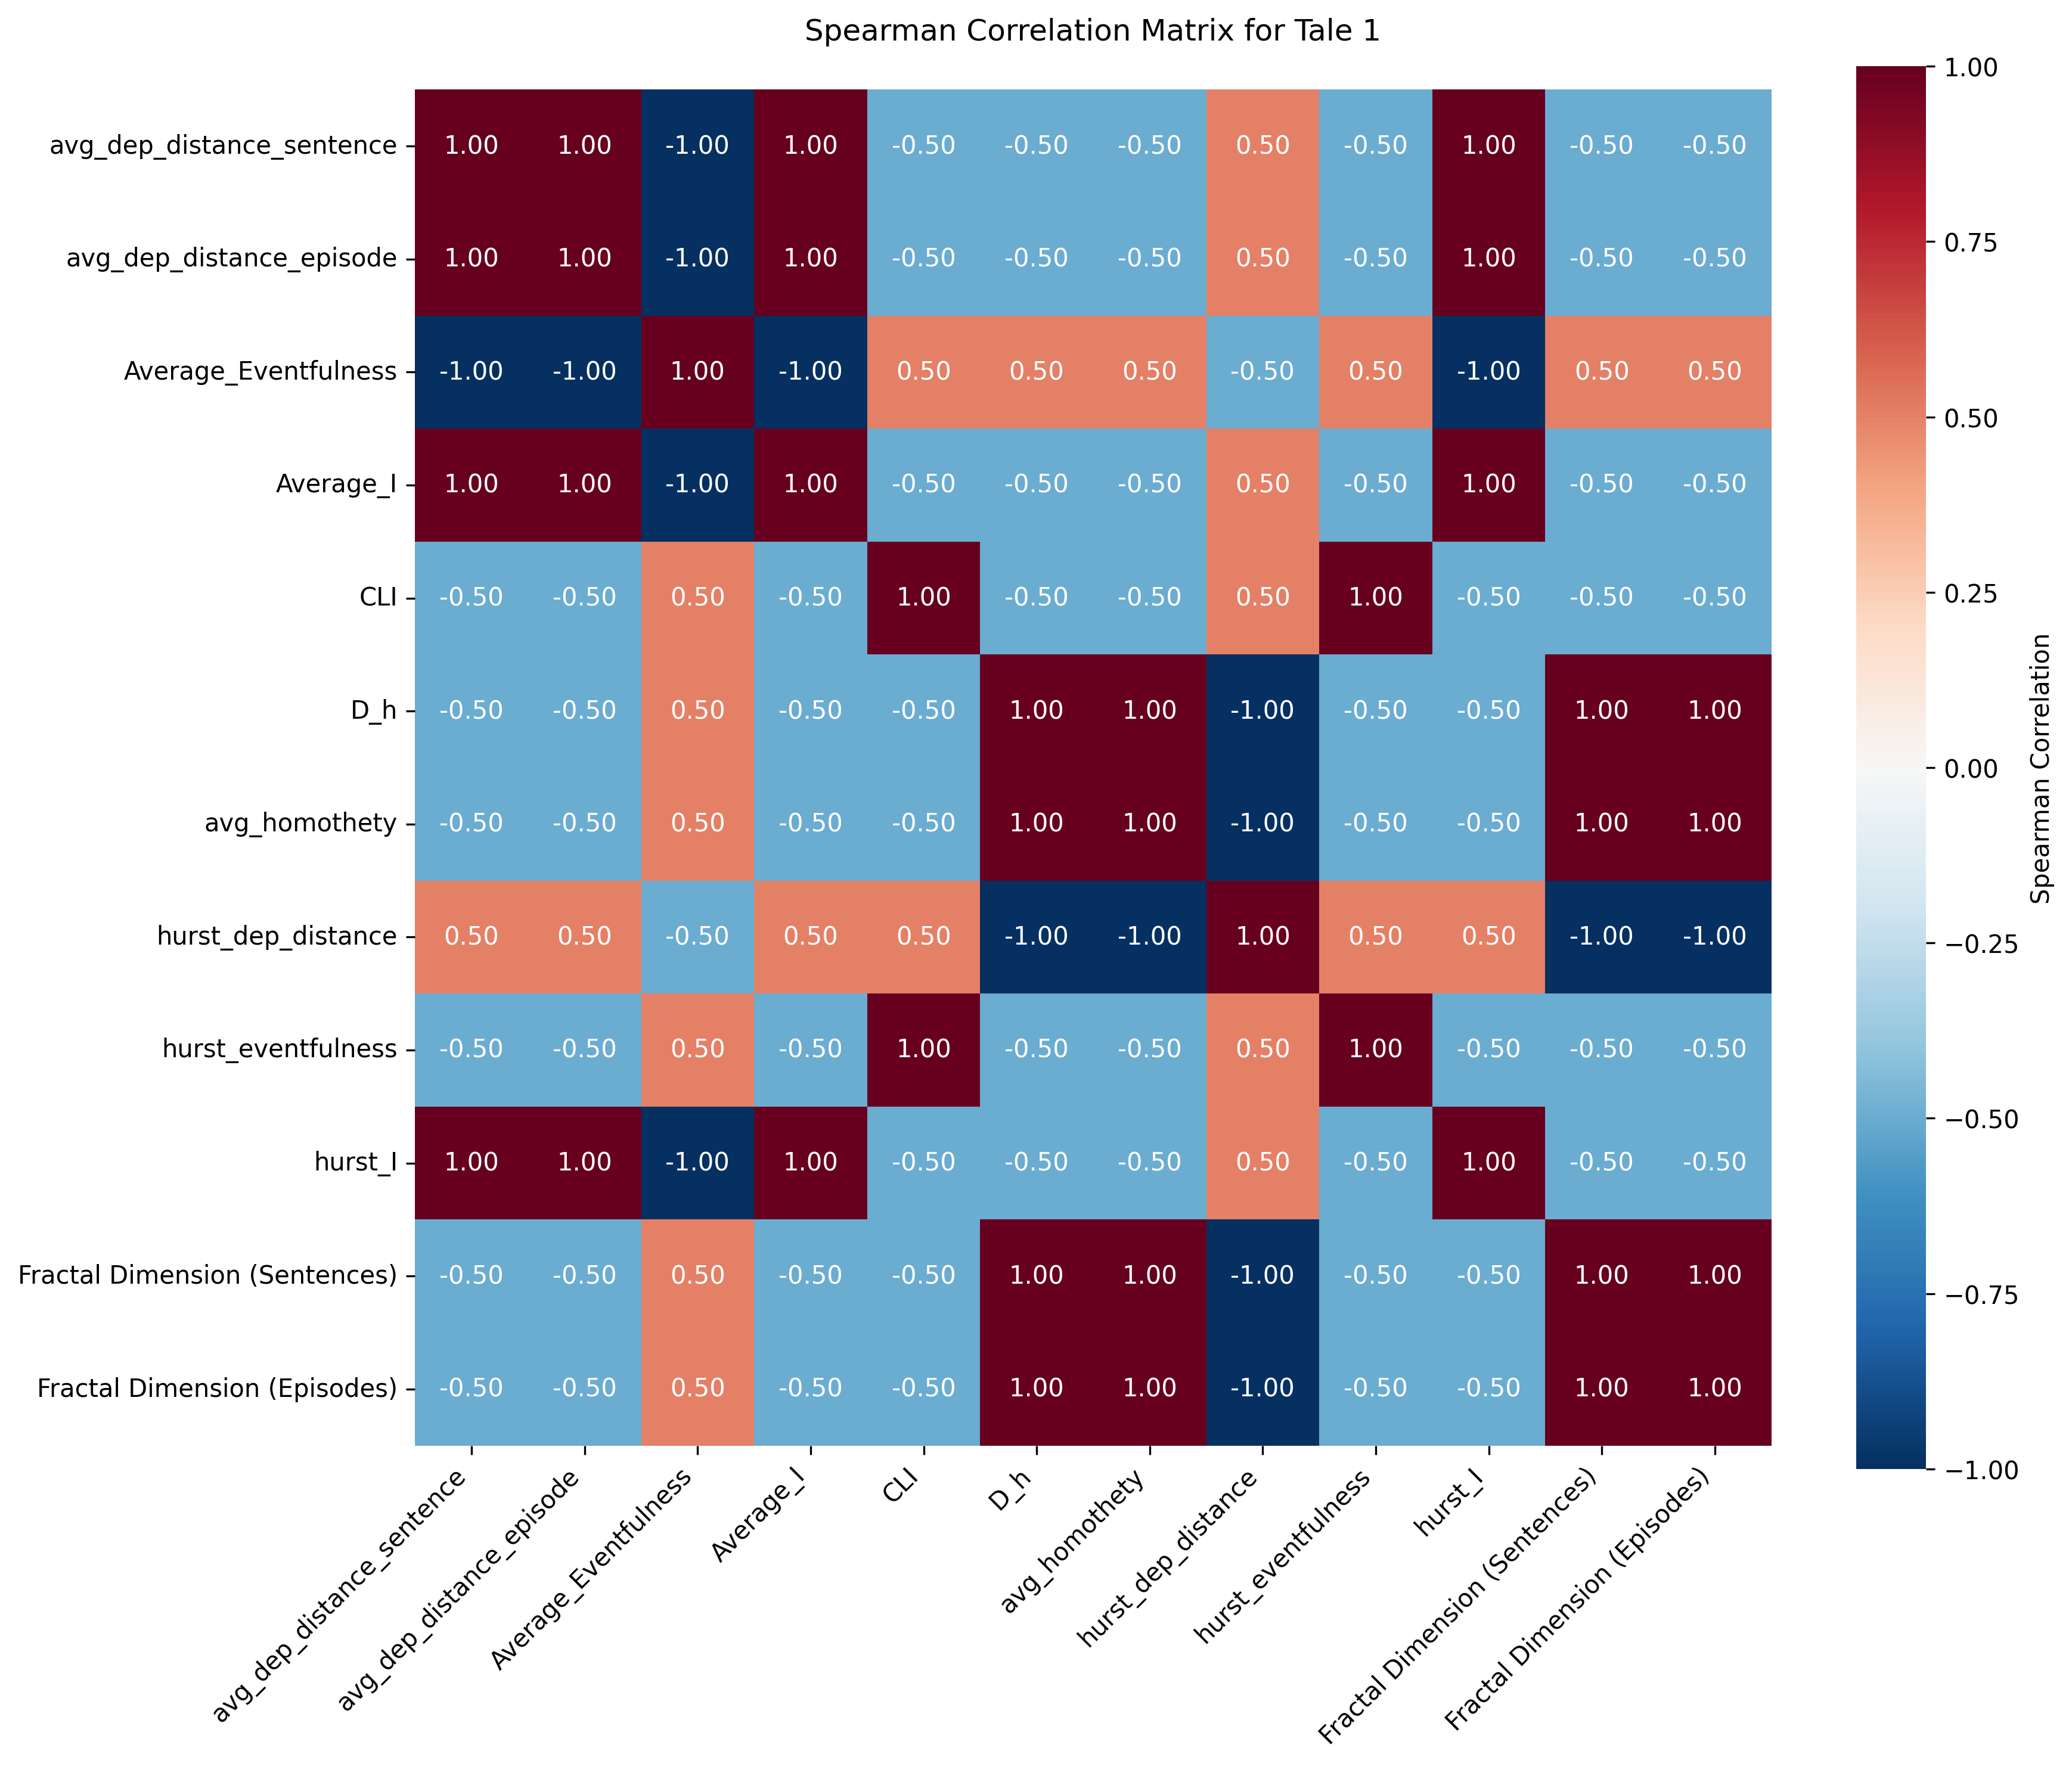 Spearman Correlation Matrix for Tale 1
avg_dep_distance_sentence 1.00 1.00 -1.00 1.00 -0.50 -0.50 -0.50 0.50 -0.50 1.00 -0.50 -0.50
avg_dep_distance_episode 1.00 1.00 -1.00 1.00 -0.50 -0.50 -0.50 0.50 -0.50 1.00 -0.50 -0.50
Average_Eventfulness -1.00 -1.00 1.00 -1.00 0.50 0.50 0.50 -0.50 0.50 -1.00 0.50 0.50
Average_I 1.00 1.00 -1.00 1.00 -0.50 -0.50 -0.50 0.50 -0.50 1.00 -0.50 -0.50
CLI -0.50 -0.50 0.50 -0.50 1.00 -0.50 -0.50 0.50 1.00 -0.50 -0.50 -0.50
D_h -0.50 -0.50 0.50 -0.50 -0.50 1.00 1.00 -1.00 -0.50 -0.50 1.00 1.00
avg_homothety -0.50 -0.50 0.50 -0.50 -0.50 1.00 1.00 -1.00 -0.50 -0.50 1.00 1.00
hurst_dep_distance 0.50 0.50 -0.50 0.50 0.50 -1.00 -1.00 1.00 0.50 0.50 -1.00 -1.00
hurst_eventfulness -0.50 -0.50 0.50 -0.50 1.00 -0.50 -0.50 0.50 1.00 -0.50 -0.50 -0.50
hurst_I 1.00 1.00 -1.00 1.00 -0.50 -0.50 -0.50 0.50 -0.50 1.00 -0.50 -0.50
Fractal Dimension (Sentences) -0.50 -0.50 0.50 -0.50 -0.50 1.00 1.00 -1.00 -0.50 -0.50 1.00 1.00
Fractal Dimension (Episodes) -0.50 -0.50 0.50 -0.50 -0.50 1.00 1.00 -1.00 -0.50 -0.50 1.00 1.00
avg_dep_distance_sentence
avg_dep_distance_episode
Average_Eventfulness
Average_I
CLI
D_h
avg_homothety
hurst_dep_distance
hurst_eventfulness
hurst_I
Fractal Dimension (Sentences)
Fractal Dimension (Episodes)
1.00
0.75
0.50
0.25
0.00
−0.25
−0.50
−0.75
−1.00
Spearman Correlation